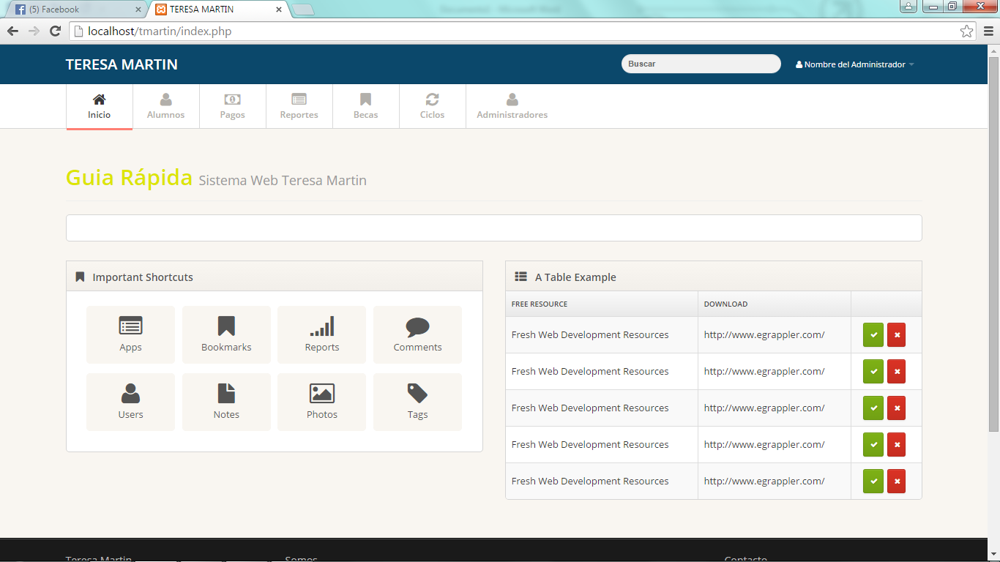 (5) Facebook
TERESA MARTIN
localhost/tmartin/index.php
TERESA MARTIN
Buscar
Nombre del Administrador
Inicio
Alumnos
Pagos
Reportes
Becas
Ciclos
Administradores
Guia Rápida Sistema Web Teresa Martin
Important Shortcuts
Apps
Bookmarks
Reports
Comments
Users
Notes
Photos
Tags
A Table Example
FREE RESOURCE DOWNLOAD
Fresh Web Development Resources http://www.egrappler.com/
Fresh Web Development Resources http://www.egrappler.com/
Fresh Web Development Resources http://www.egrappler.com/
Fresh Web Development Resources http://www.egrappler.com/
Fresh Web Development Resources http://www.egrappler.com/
Teresa Martin
Somos
Contacto